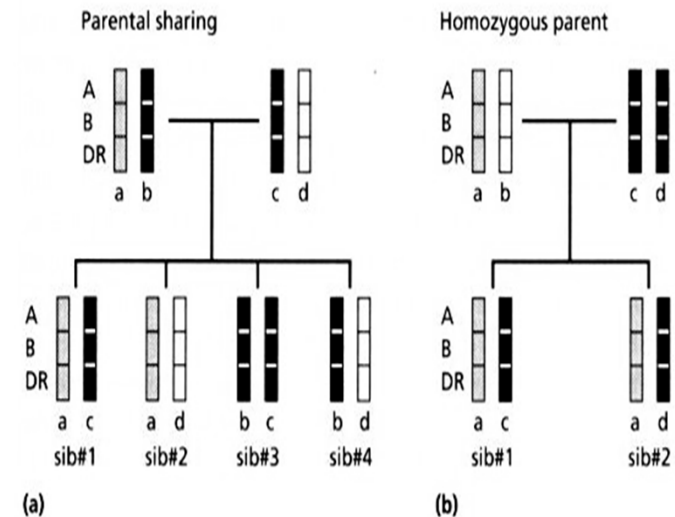 Parental sharing
A
B
DR
a b
c d
A
B
DR
a c
a d
b c
b d
sib#1
sib#2
sib#3
sib#4
(a)
Homozygous parent
A
B
DR
a b
c d
A
B
DR
a c
a d
sib#1
sib#2
(b)